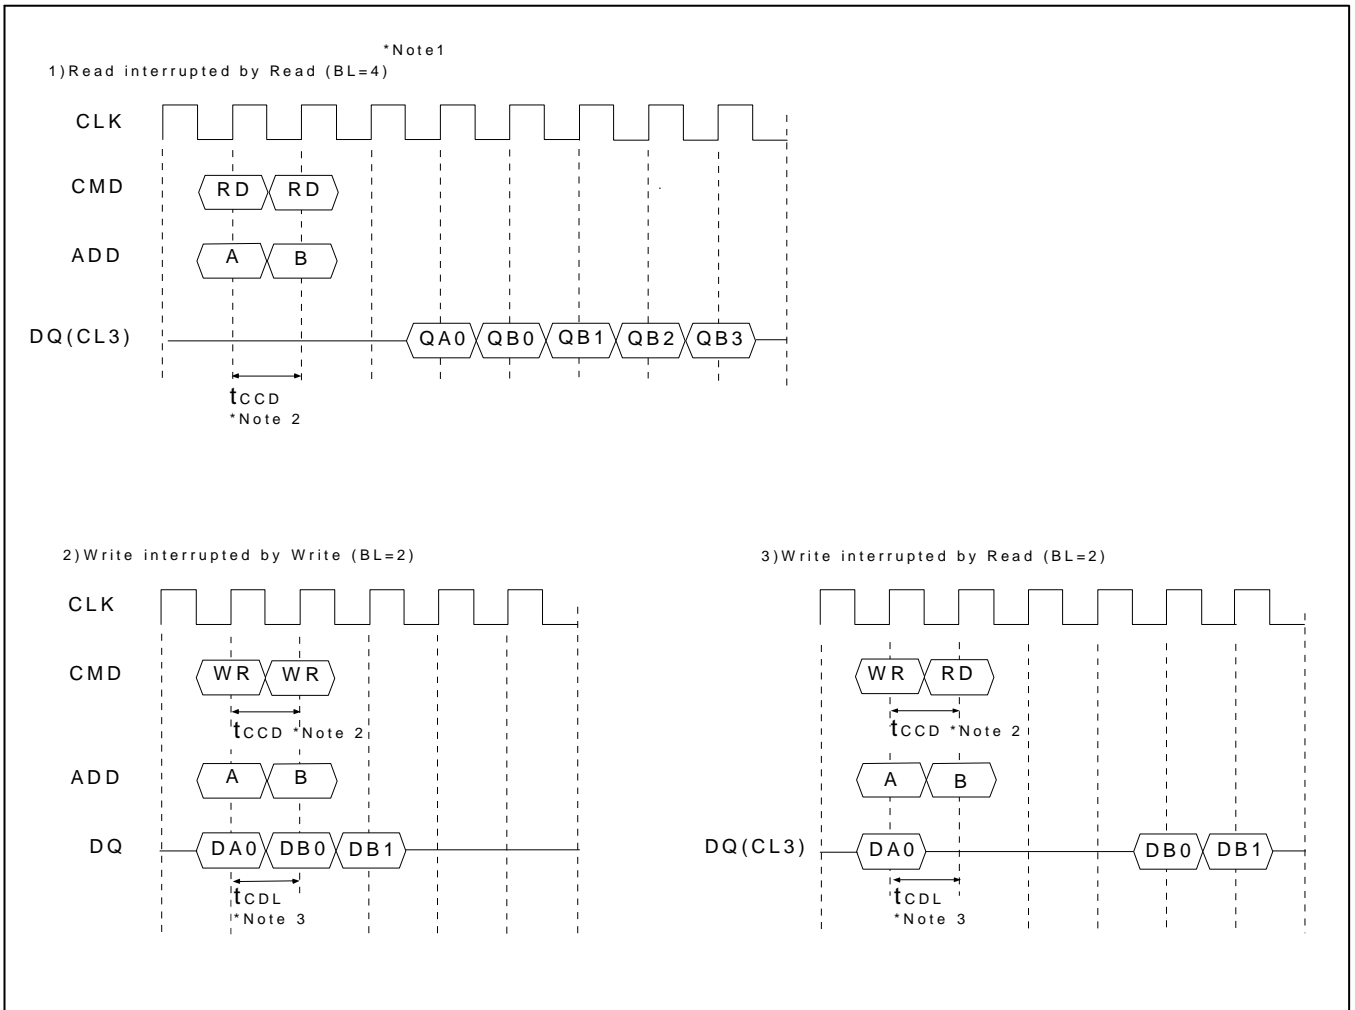 *Note1
1)Read interrupted by Read (BL=4)
CLK
CMD RD RD
ADD A B
DQ(CL3) QA0 QB0 QB1 QB2 QB3
tCCD
*Note 2
2)Write interrupted by Write (BL=2)
CLK
CMD WR WR
tCCD *Note 2
ADD A B
DQ DA0 DB0 DB1
tCDL
*Note 3
3)Write interrupted by Read (BL=2)
WR RD
tCCD *Note 2
A B
DQ(CL3) DA0 DB0 DB1
tCDL
*Note 3